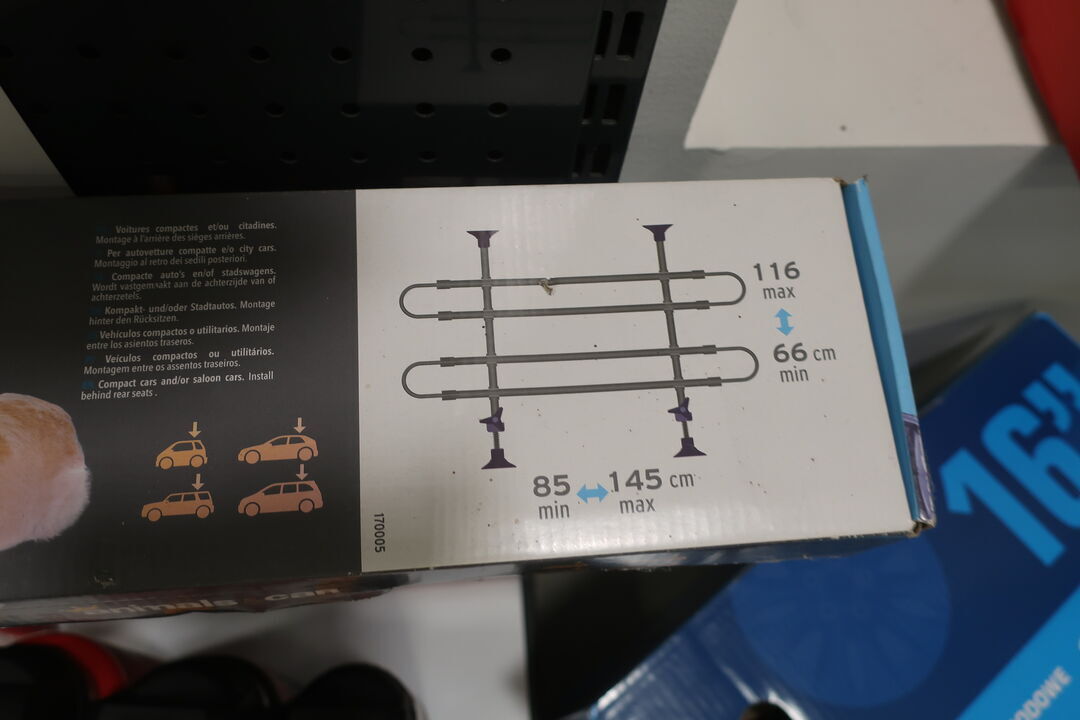 Voitures compactes et/ou citadines.
Montage à l'arrière des sièges arrières.
Per autovetture compatte e/o city cars.
Montaggio al retro dei sedili posteriori.
Compacte auto's en/of stadswagens.
Wordt vastgemaakt aan de achterzijde van of
achterzetels.
Kompakt- und/oder Stadtautos. Montage
hinter den Rücksitzen.
Vehículos compactos o utilitarios. Montaje
entre los asientos traseros.
Veículos compactos ou utilitários.
Montagem entre os assentos traseiros.
Compact cars and/or saloon cars. Install
behind rear seats .
170005
116
max
66 cm
min
85 145 cm
min max
animals car
16"